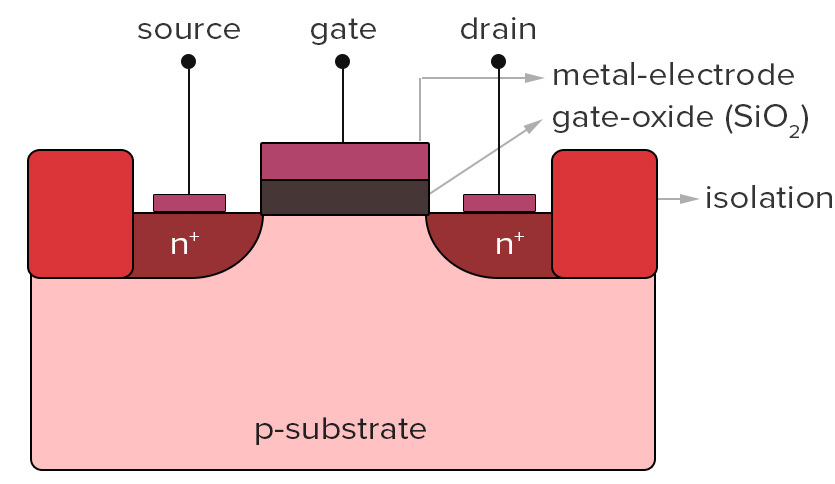 source gate drain
metal-electrode
gate-oxide (SiO₂)
isolation
n⁺ n⁺
p-substrate